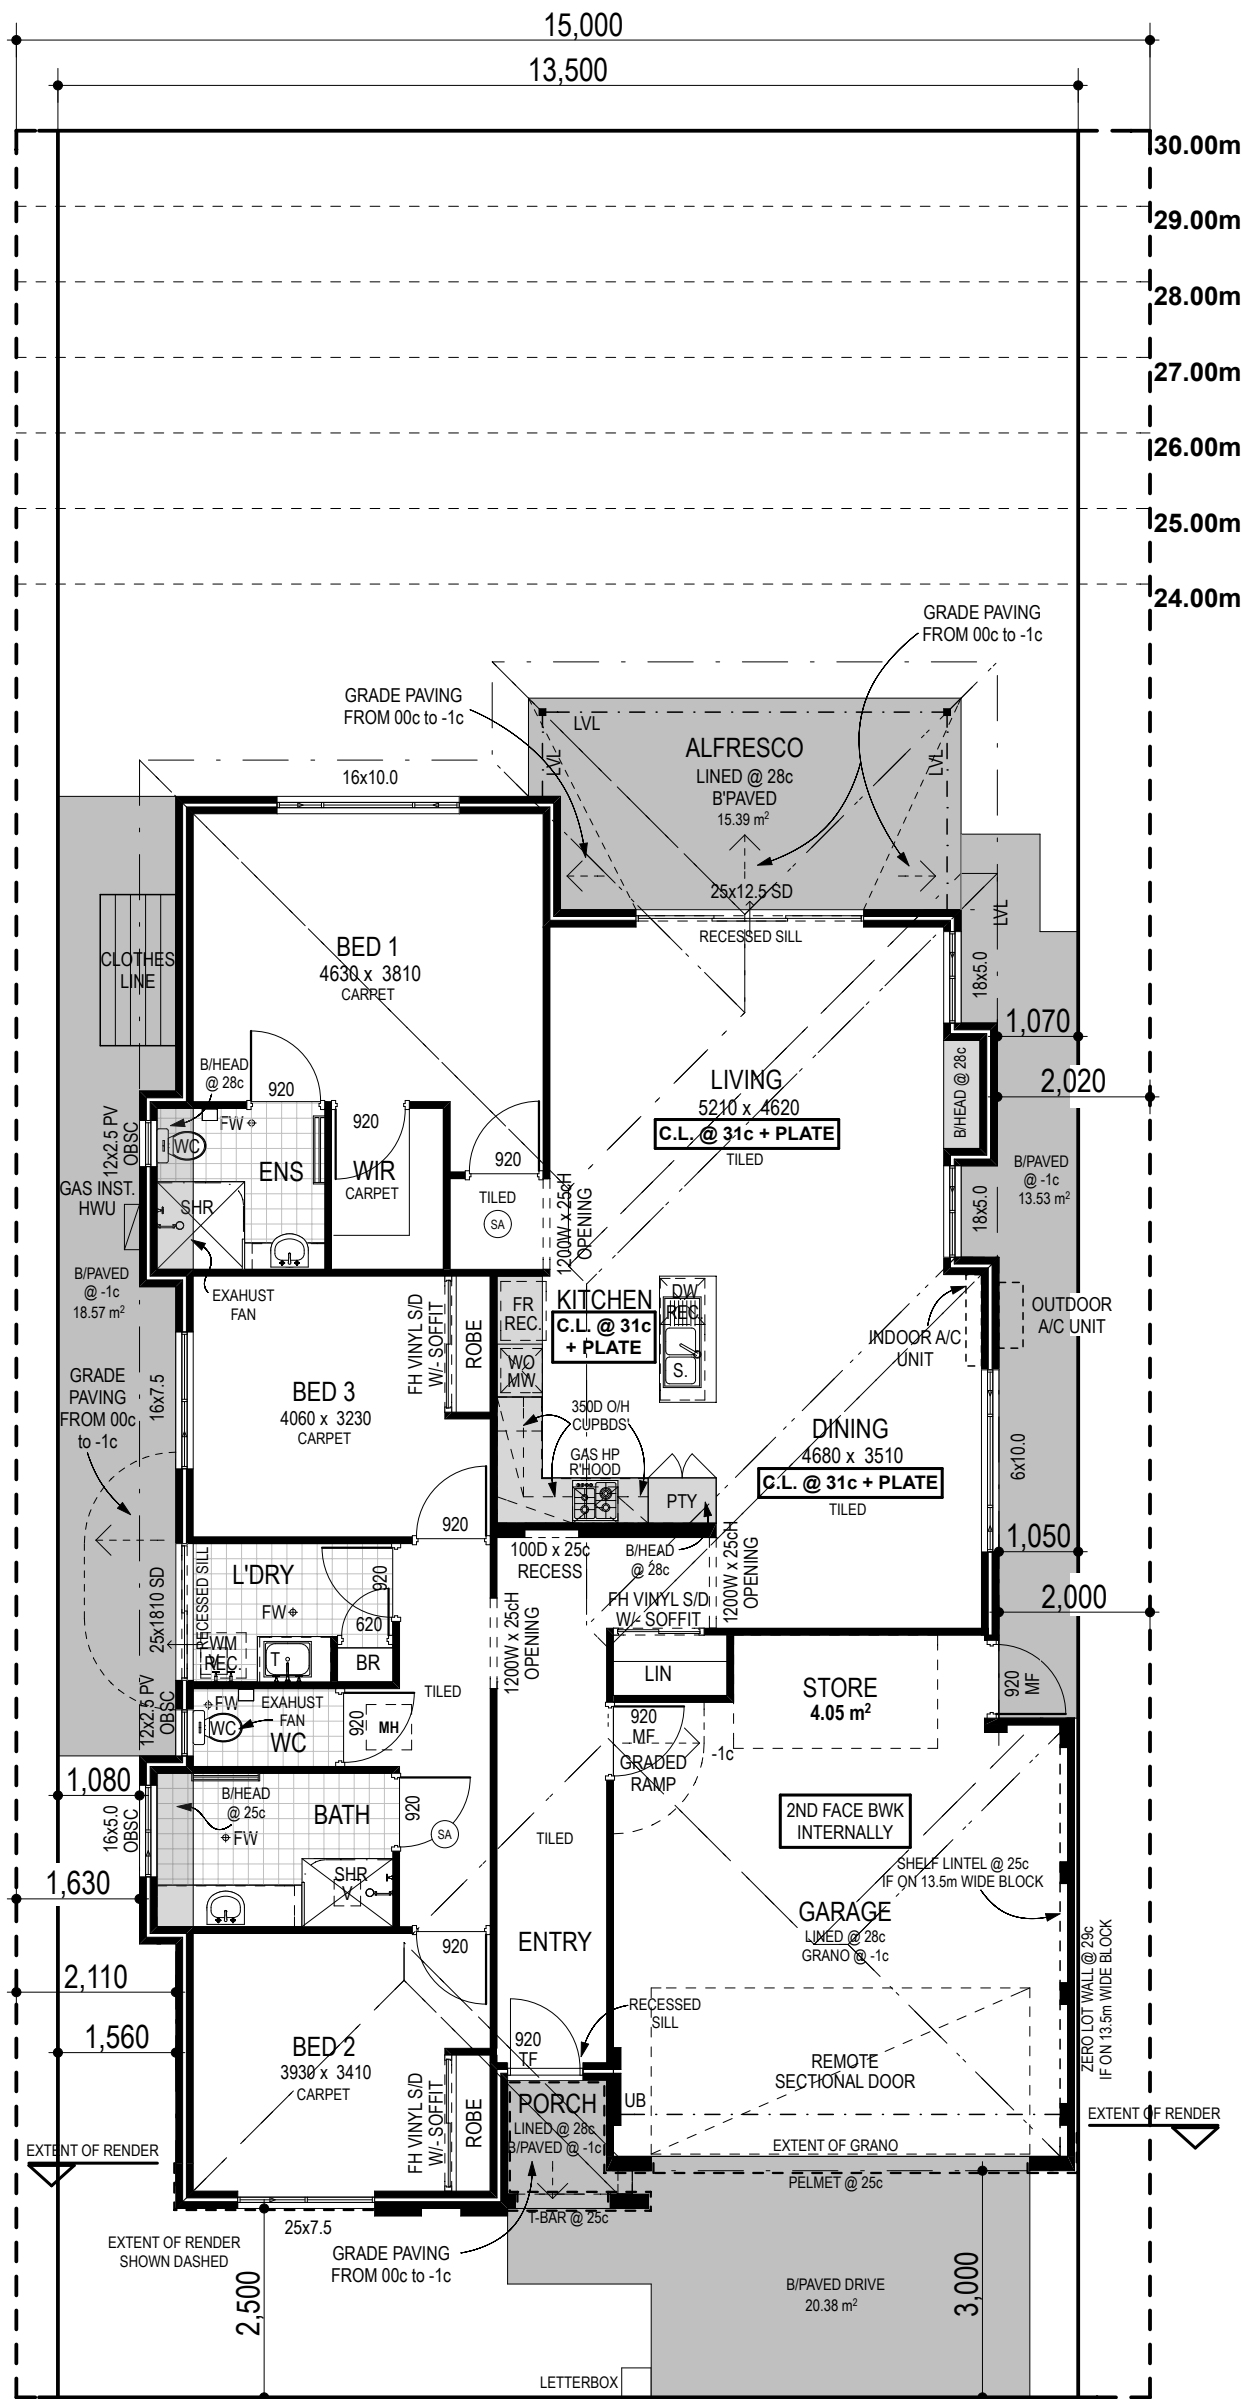 15,000
13,500
30.00m
29.00m
28.00m
27.00m
26.00m
25.00m
24.00m
GRADE PAVING
FROM 00c to -1c
GRADE PAVING
FROM 00c to -1c
LVL
LVL
LVL
ALFRESCO
LINED @ 28c
B'PAVED
15.39 m²
16x10.0
25x12.5 SD
RECESSED SILL
LVL
18x5.0
BED 1
4630 x 3810
CARPET
CLOTHES
LINE
1,070
2,020
B/HEAD
@ 28c
920
FW
920
12x2.5 PV
OBSC
WC
ENS
WIR
CARPET
920
LIVING
5210 x 4620
C.L. @ 31c + PLATE
TILED
B/HEAD @ 28c
B/PAVED
@ -1c
13.53 m²
18x5.0
GAS INST.
HWU
SHR
TILED
SA
1200W x 25cH
OPENING
B/PAVED
@ -1c
18.57 m²
EXAHUST
FAN
FH VINYL S/D
W/- SOFFIT
ROBE
FR
REC.
KITCHEN
C.L. @ 31c
+ PLATE
DW
REC.
S.
INDOOR A/C
UNIT
OUTDOOR
A/C UNIT
WO
MW
GRADE
PAVING
FROM 00c
to -1c
16x7.5
BED 3
4060 x 3230
CARPET
350D O/H
CUPBDS'
GAS HP
R'HOOD
PTY
DINING
4680 x 3510
C.L. @ 31c + PLATE
TILED
6x10.0
920
100D x 25c
RECESS
B/HEAD
@ 28c
1200W x 25cH
OPENING
1,050
2,000
25x1810 SD
RECESSED SILL
L'DRY
FW
920
620
WM
REC.
T
BR
1200W x 25cH
OPENING
FH VINYL S/D
W/- SOFFIT
LIN
STORE
4.05 m²
920
MF
TILED
12x2.5 PV
OBSC
FW
EXAHUST
FAN
WC
WC
920
MH
920
MF
GRADED
RAMP
-1c
1,080
16x5.0
OBSC
B/HEAD
@ 25c
FW
BATH
920
SA
TILED
2ND FACE BWK
INTERNALLY
SHELF LINTEL @ 25c
IF ON 13.5m WIDE BLOCK
1,630
SHR
V
GARAGE
LINED @ 28c
GRANO @ -1c
ENTRY
920
ZERO LOT WALL @ 29c
IF ON 13.5m WIDE BLOCK
2,110
1,560
RECESSED
SILL
920
TF
BED 2
3930 x 3410
CARPET
FH VINYL S/D
W/- SOFFIT
ROBE
REMOTE
SECTIONAL DOOR
PORCH
LINED @ 28c
B/PAVED @ -1c
UB
EXTENT OF RENDER
EXTENT OF RENDER
EXTENT OF GRANO
PELMET @ 25c
T-BAR @ 25c
25x7.5
EXTENT OF RENDER
SHOWN DASHED
GRADE PAVING
FROM 00c to -1c
2,500
B/PAVED DRIVE
20.38 m²
3,000
LETTERBOX